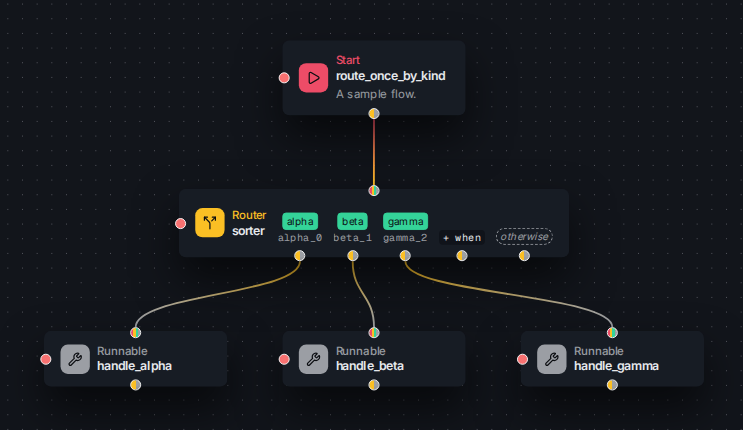 Start
route_once_by_kind
A sample flow.
Router
sorter
alpha
beta
gamma
alpha_0
beta_1
gamma_2
+ when
otherwise
Runnable
handle_alpha
Runnable
handle_beta
Runnable
handle_gamma